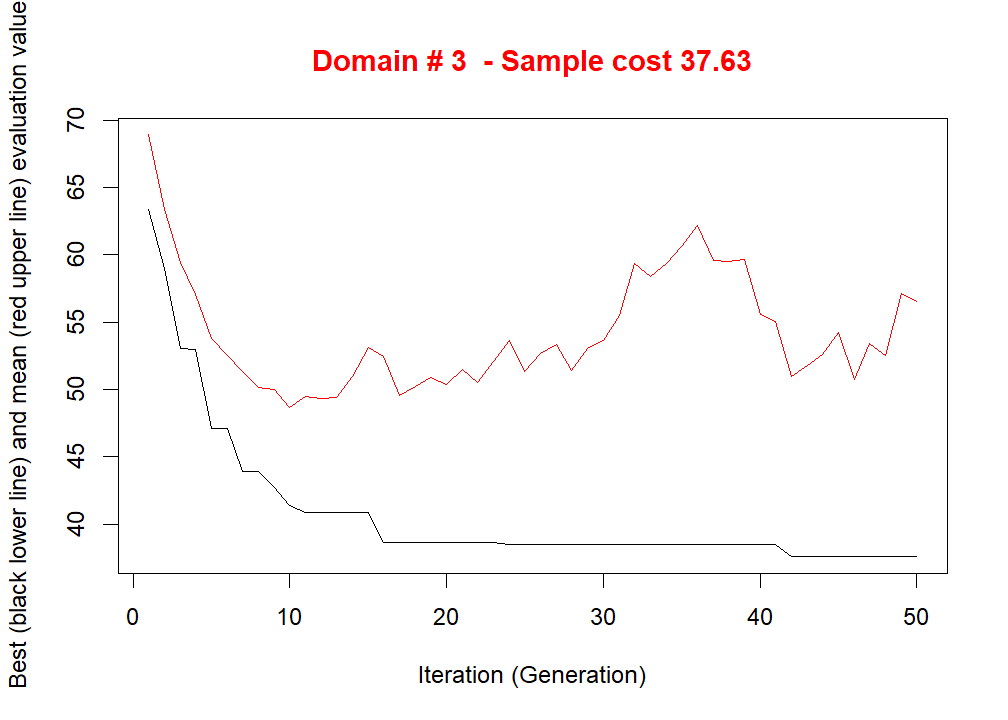 Domain # 3  - Sample cost 37.63
Best (black lower line) and mean (red upper line) evaluation value
70
65
60
55
50
45
40
0 10 20 30 40 50
Iteration (Generation)